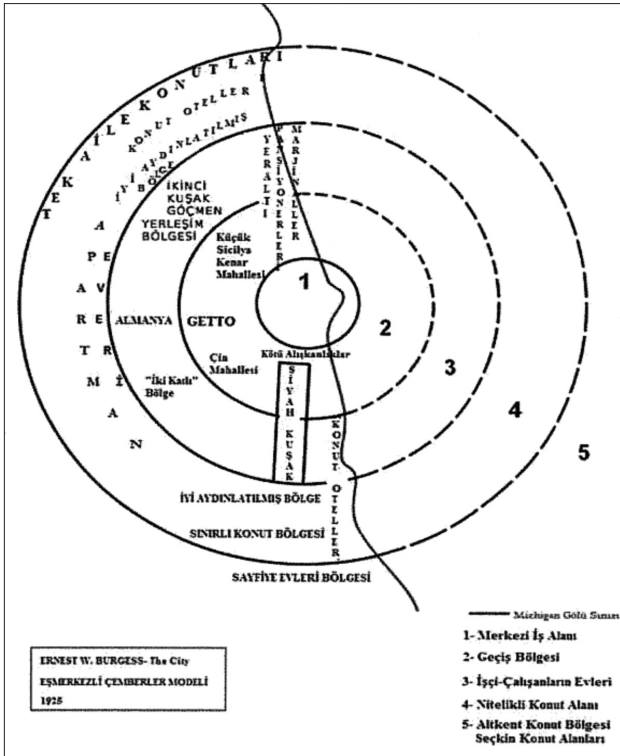 TEK AİLE KONUTLARI
KONUT OTELLER
İYİ AYDINLATILMIŞ
BÖLGE
YERALTI
PANSİYONERLER
MARJİNALLER
İKİNCİ
KUŞAK
GÖÇMEN
YERLEŞİM
BÖLGESİ
Küçük
Sicilya
Kenar
Mahallesi
APARTMAN
EVLERİ
ALMANYA
GETTO
Çin
Mahallesi
"İki Katlı"
Bölge
Kötü Alışkanlıklar
SİYAH KUŞAK
KONUT OTELLER
1
2
3
4
5
İYİ AYDINLATILMIŞ BÖLGE
SINIRLI KONUT BÖLGESİ
SAYFİYE EVLERİ BÖLGESİ
Michigan Gölü Sınırı
1- Merkezi İş Alanı
2- Geçiş Bölgesi
3- İşçi-Çalışanların Evleri
4- Nitelikli Konut Alanı
5- Altkent Konut Bölgesi
Seçkin Konut Alanları
ERNEST W. BURGESS- The City
EŞMERKEZLİ ÇEMBERLER MODELİ
1925